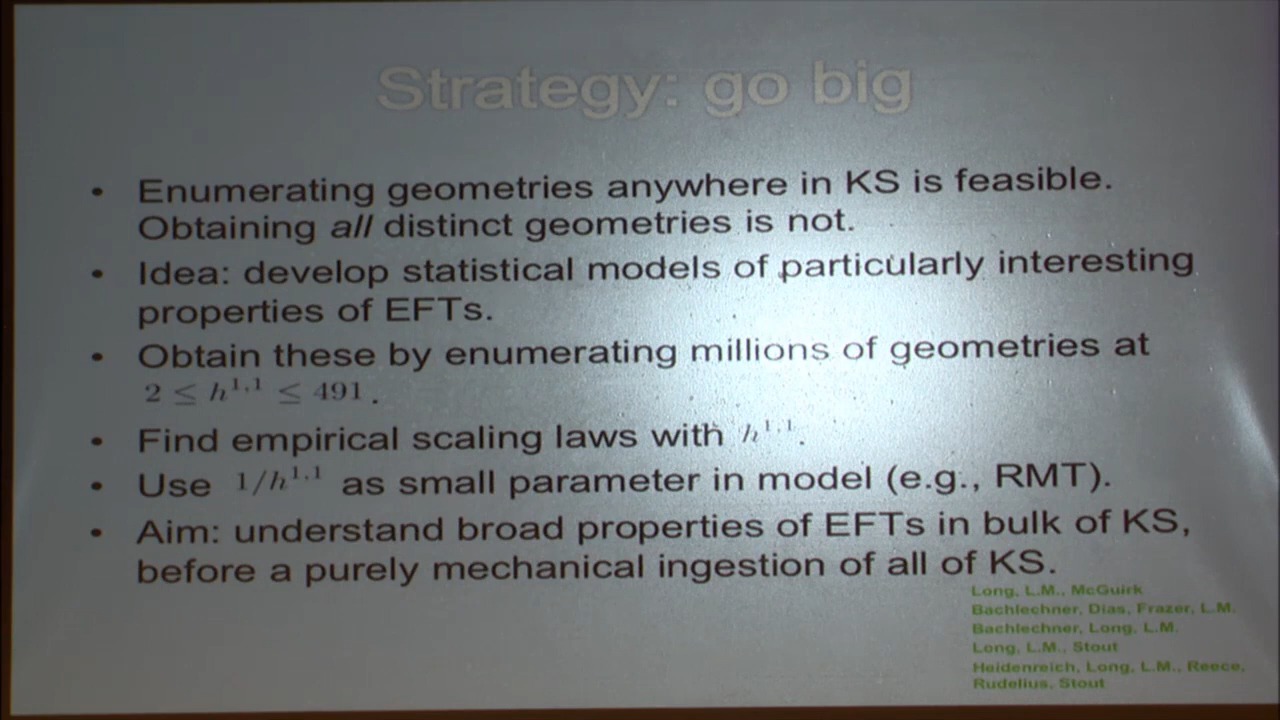 Strategy: go big
• Enumerating geometries anywhere in KS is feasible.
Obtaining all distinct geometries is not.
• Idea: develop statistical models of particularly interesting
properties of EFTs.
• Obtain these by enumerating millions of geometries at
2 ≤ h^{1,1} ≤ 491.
• Find empirical scaling laws with h^{1,1}.
• Use 1/h^{1,1} as small parameter in model (e.g., RMT).
• Aim: understand broad properties of EFTs in bulk of KS,
before a purely mechanical ingestion of all of KS.
Long, L.M., McGuirk
Bachlechner, Dias, Frazer, L.M.
Bachlechner, Long, L.M.
Long, L.M., Stout
Heidenreich, Long, L.M., Reece,
Rudelius, Stout